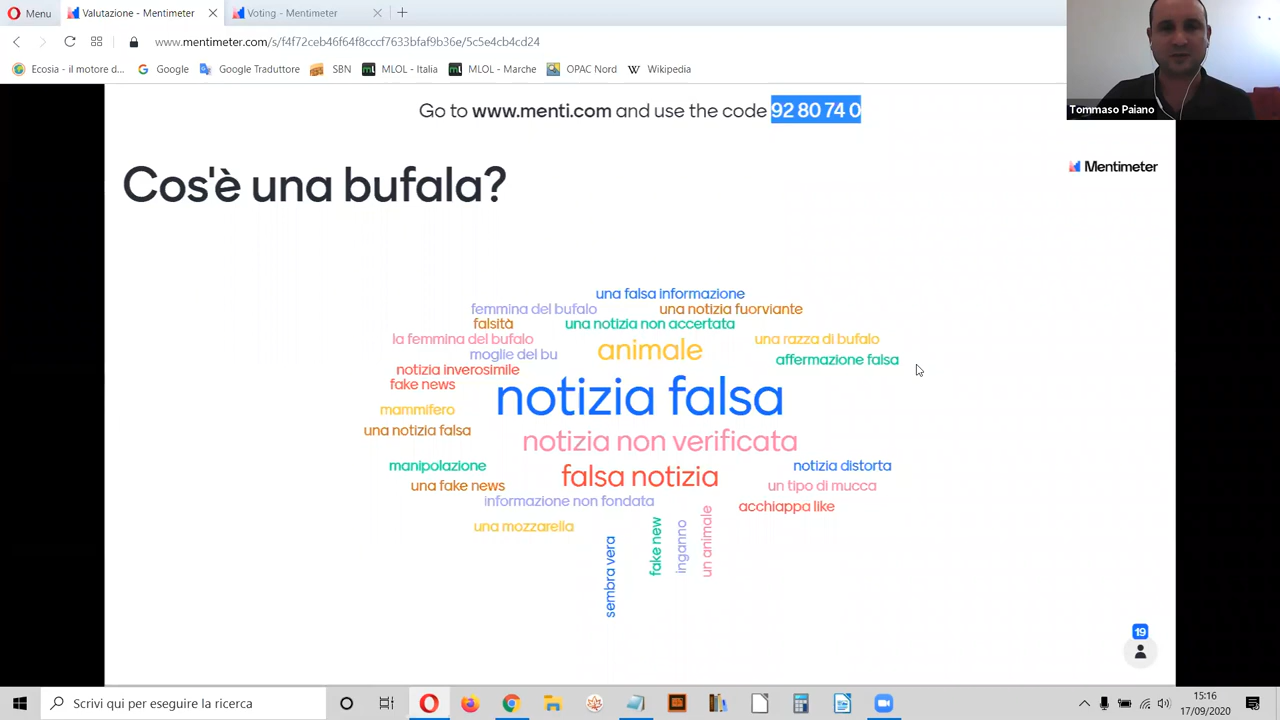 Menu
Valutazione - Mentimeter
Voting - Mentimeter
www.mentimeter.com/s/f4f72ceb46f64f8cccf7633bfaf9b36e/5c5e4cb4cd24
Ecosia - il motore d...
Google
Google Traduttore
SBN
MLOL - Italia
MLOL - Marche
OPAC Nord
Wikipedia
Tommaso Paiano
Go to www.menti.com and use the code 92 80 74 0
Mentimeter
Cos'è una bufala?
una falsa informazione
femmina del bufalo
una notizia fuorviante
falsità
una notizia non accertata
la femmina del bufalo
una razza di bufalo
moglie del bu
animale
affermazione falsa
notizia inverosimile
fake news
notizia falsa
mammifero
una notizia falsa
notizia non verificata
manipolazione
falsa notizia
notizia distorta
una fake news
un tipo di mucca
informazione non fondata
acchiappa like
una mozzarella
sembra vera
fake new
inganno
un animale
19
Scrivi qui per eseguire la ricerca
15:16
17/09/2020